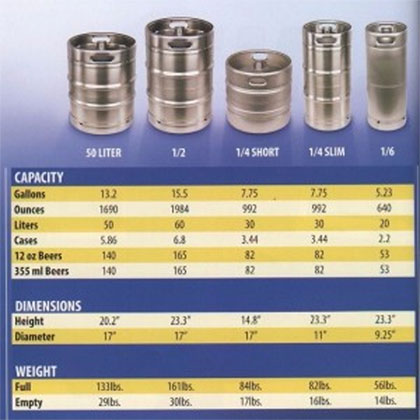 50 LITER 1/2 1/4 SHORT 1/4 SLIM 1/6
CAPACITY
Gallons 13.2 15.5 7.75 7.75 5.23
Ounces 1690 1984 992 992 640
Liters 50 60 30 30 20
Cases 5.86 6.8 3.44 3.44 2.2
12 oz Beers 140 165 82 82 53
355 ml Beers 140 165 82 82 53
DIMENSIONS
Height 20.2" 23.3" 14.8" 23.3" 23.3"
Diameter 17" 17" 17" 11" 9.25"
WEIGHT
Full 133lbs. 161lbs. 84lbs. 82lbs. 56lbs.
Empty 29lbs. 30lbs. 17lbs. 16lbs. 14lbs.